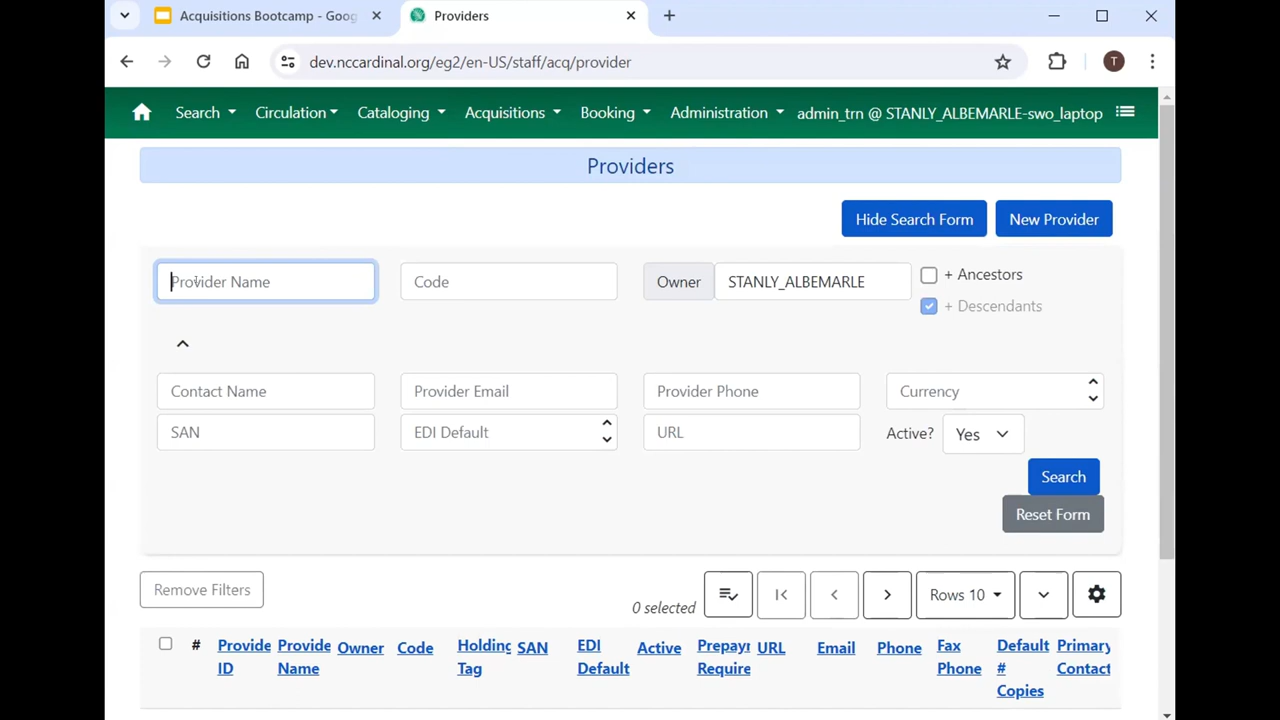 Acquisitions Bootcamp - Goog
Providers
dev.nccardinal.org/eg2/en-US/staff/acq/provider
T
Search Circulation Cataloging Acquisitions Booking Administration admin_trn @ STANLY_ALBEMARLE-swo_laptop
Providers
Hide Search Form New Provider
Provider Name Code Owner STANLY_ALBEMARLE + Ancestors
+ Descendants
Contact Name Provider Email Provider Phone Currency
SAN EDI Default URL Active? Yes
Search
Reset Form
Remove Filters 0 selected Rows 10
# Provide ID Provide Name Owner Code Holding Tag SAN EDI Default Active Prepay Require URL Email Phone Fax Phone Default # Copies Primary Contact